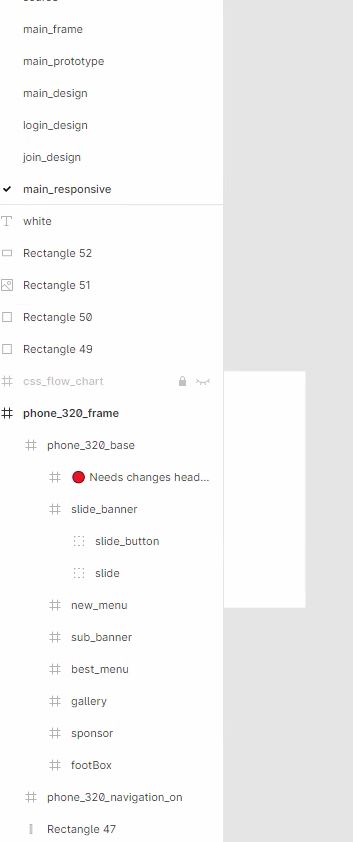 main_frame
main_prototype
main_design
login_design
join_design
main_responsive
white
Rectangle 52
Rectangle 51
Rectangle 50
Rectangle 49
css_flow_chart
phone_320_frame
phone_320_base
Needs changes head...
slide_banner
slide_button
slide
new_menu
sub_banner
best_menu
gallery
sponsor
footBox
phone_320_navigation_on
Rectangle 47